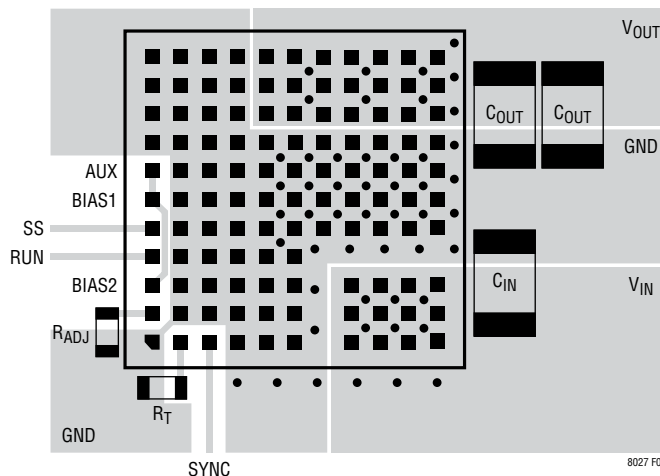 VOUT
COUT COUT
GND
AUX
BIAS1
SS
RUN
BIAS2
CIN
VIN
RADJ
RT
GND
SYNC
8027 F0